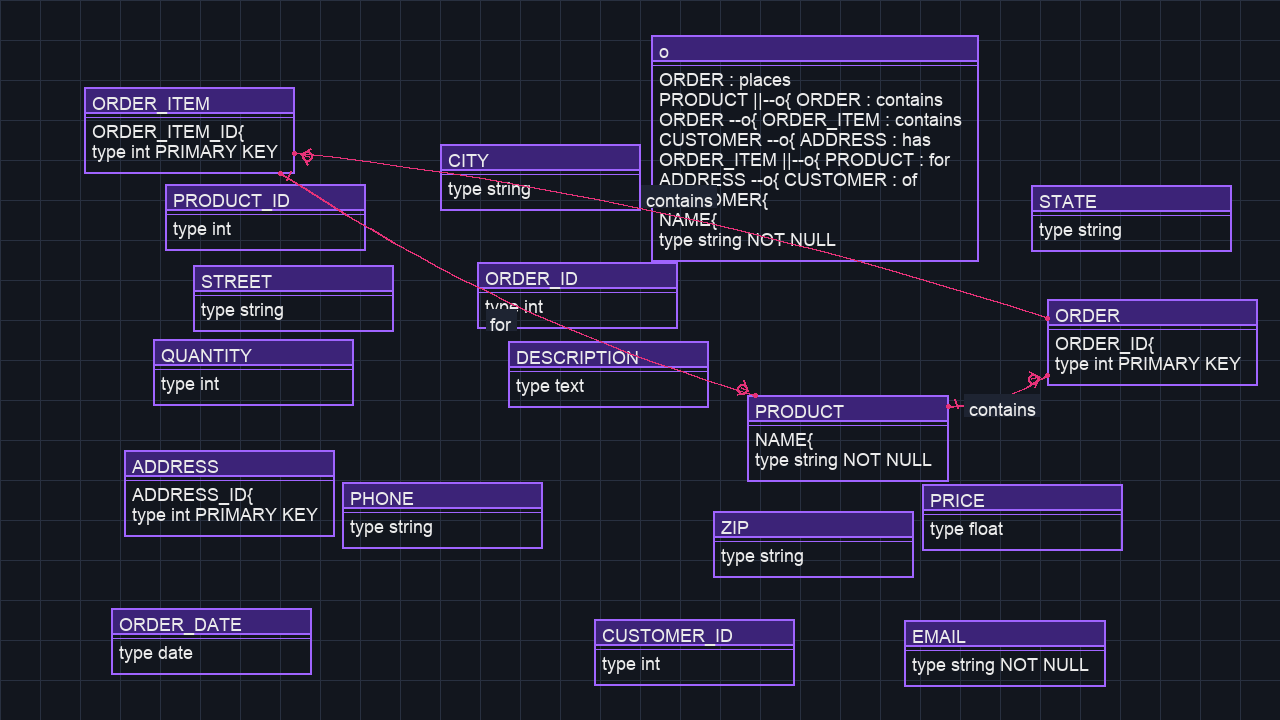 o
ORDER : places
PRODUCT ||--o{ ORDER : contains
ORDER --o{ ORDER_ITEM : contains
CUSTOMER --o{ ADDRESS : has
ORDER_ITEM ||--o{ PRODUCT : for
ADDRESS --o{ CUSTOMER : of
OMER{
NAME{
type string NOT NULL
ORDER_ITEM
ORDER_ITEM_ID{
type int PRIMARY KEY
CITY
type string
contains
PRODUCT_ID
type int
STATE
type string
STREET
type string
ORDER_ID
type int
for
ORDER
ORDER_ID{
type int PRIMARY KEY
QUANTITY
type int
DESCRIPTION
type text
PRODUCT
NAME{
type string NOT NULL
contains
ADDRESS
ADDRESS_ID{
type int PRIMARY KEY
PHONE
type string
PRICE
type float
ZIP
type string
ORDER_DATE
type date
CUSTOMER_ID
type int
EMAIL
type string NOT NULL